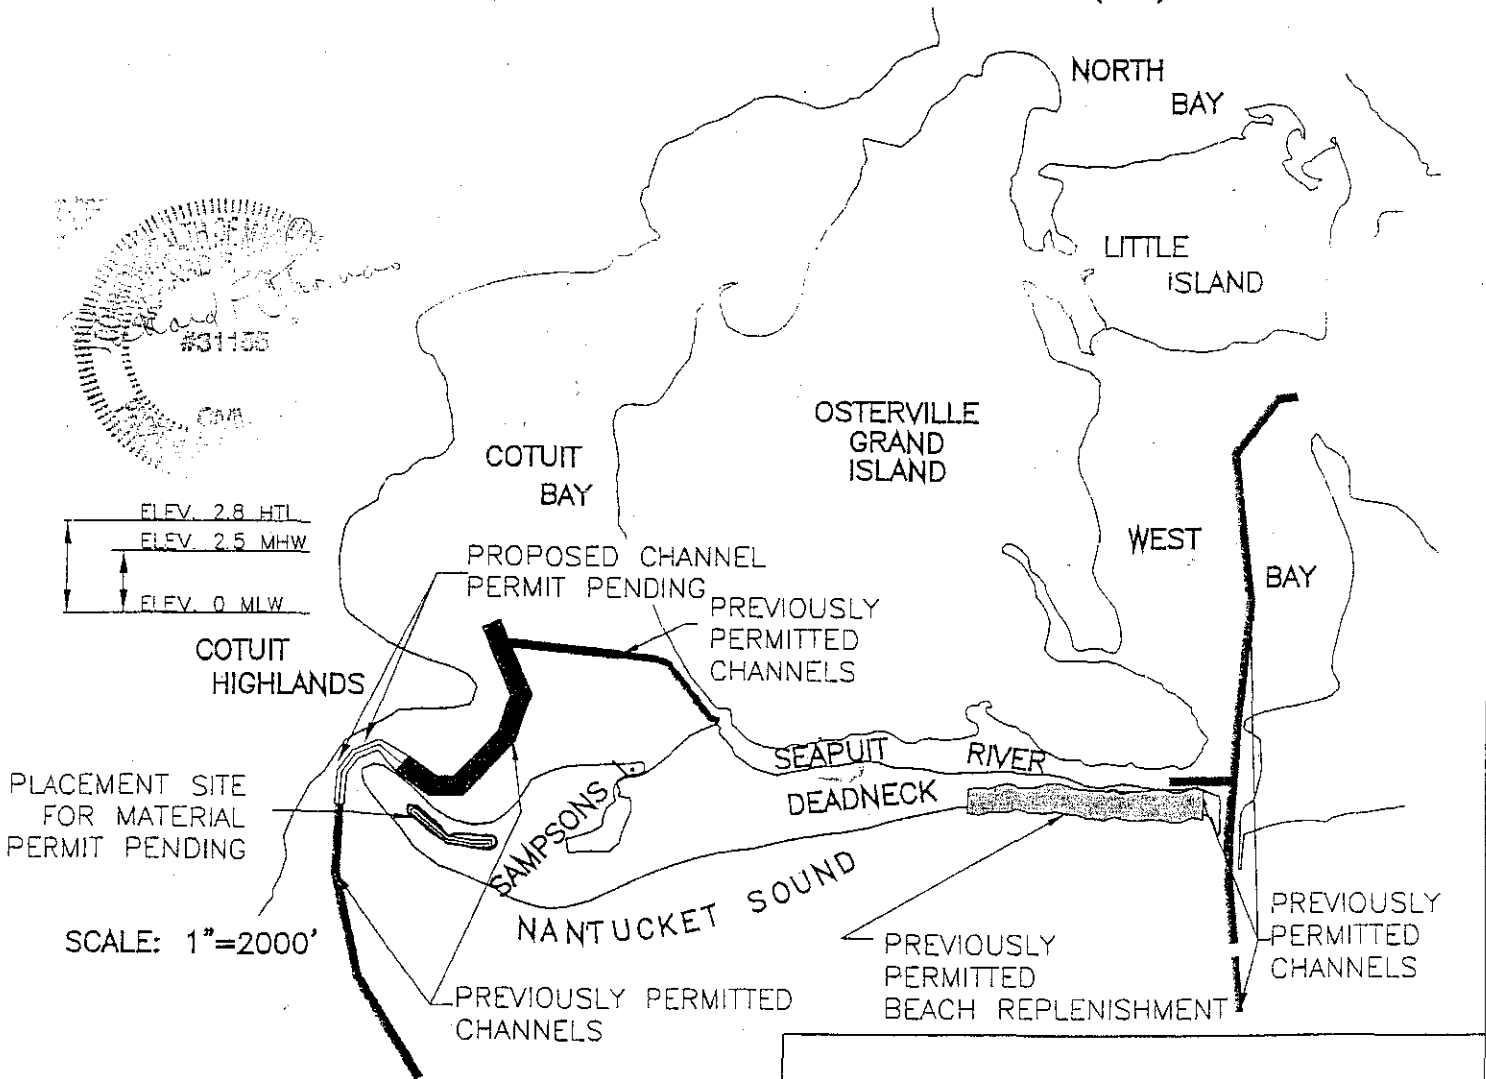 NORTH
BAY
LITTLE
ISLAND
#31155
OSTERVILLE
GRAND
ISLAND
COTUIT
BAY
ELEV. 2.8 HTL
ELEV. 2.5 MHW
ELEV. 0 MLW
WEST
BAY
PROPOSED CHANNEL
PERMIT PENDING
PREVIOUSLY
PERMITTED
CHANNELS
COTUIT
HIGHLANDS
SEAPUIT RIVER
DEADNECK
PLACEMENT SITE
FOR MATERIAL
PERMIT PENDING
SAMPSONS
NANTUCKET SOUND
SCALE: 1"=2000'
PREVIOUSLY
PERMITTED
BEACH REPLENISHMENT
PREVIOUSLY
PERMITTED
CHANNELS
PREVIOUSLY PERMITTED
CHANNELS